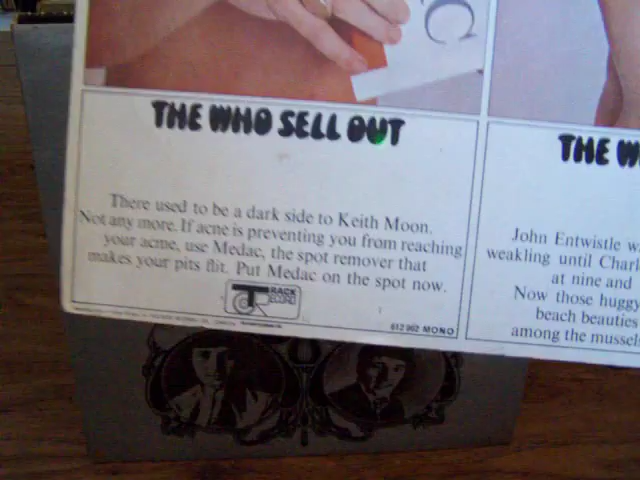 C
THE WHO SELL OUT
There used to be a dark side to Keith Moon.
Not any more. If acne is preventing you from reaching
your acme, use Medac, the spot remover that
makes your pits flit. Put Medac on the spot now.
TRACK
RECORD
612 002 MONO
THE W
John Entwistle w
weakling until Charl
at nine and
Now those huggy
beach beauties
among the mussel